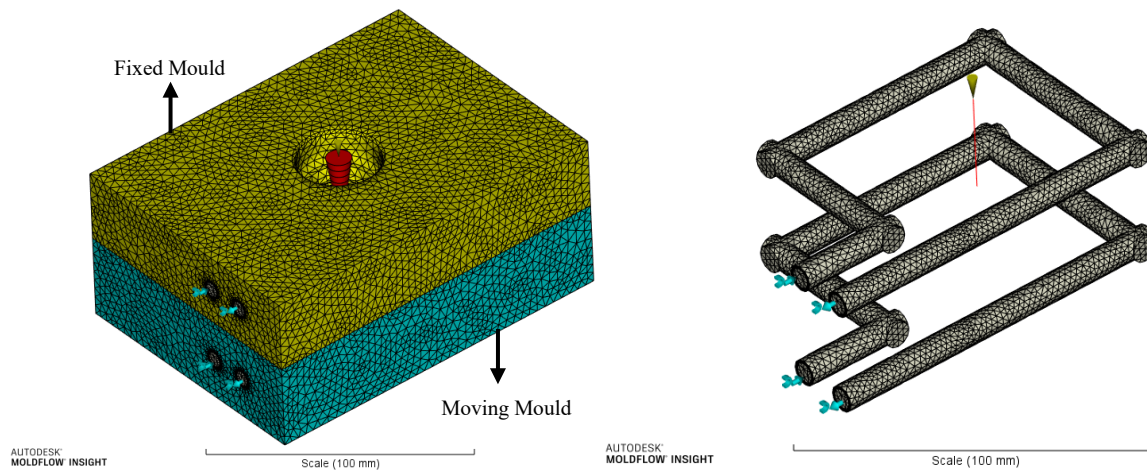 Fixed Mould
Moving Mould
AUTODESK®
MOLDFLOW® INSIGHT
Scale (100 mm)
AUTODESK®
MOLDFLOW® INSIGHT
Scale (100 mm)